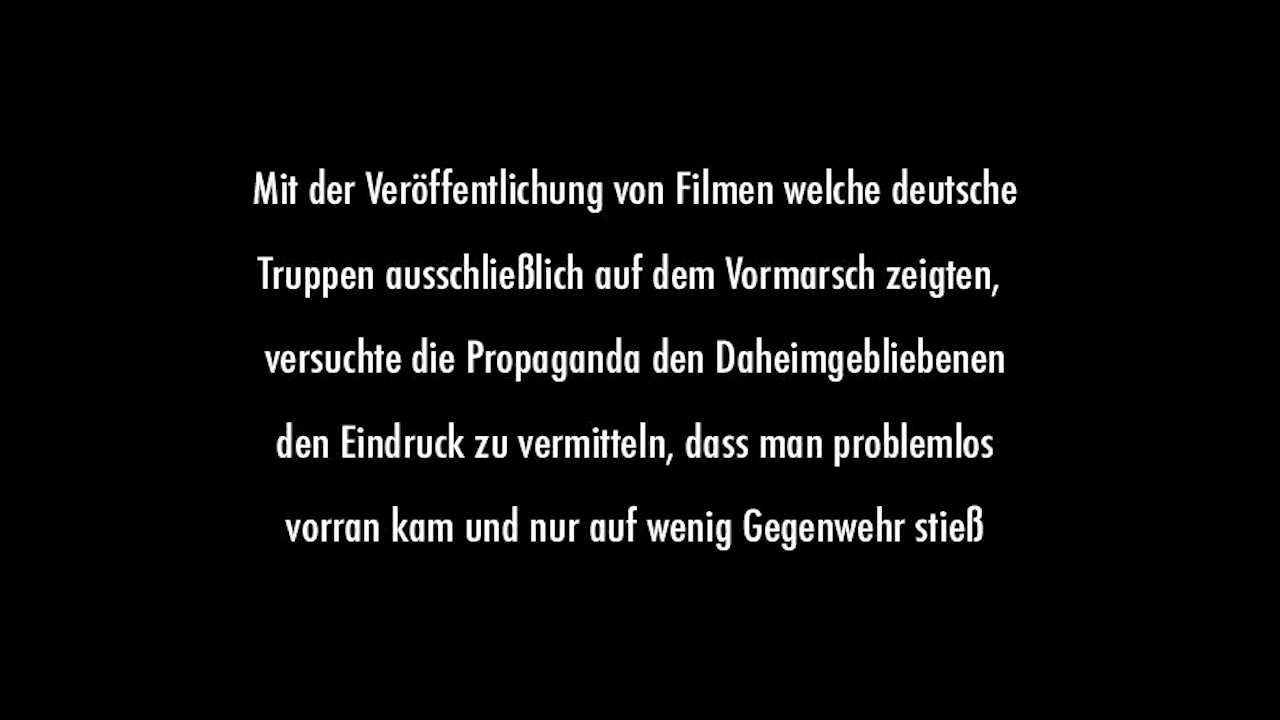 Mit der Veröffentlichung von Filmen welche deutsche
Truppen ausschließlich auf dem Vormarsch zeigten,
versuchte die Propaganda den Daheimgebliebenen
den Eindruck zu vermitteln, dass man problemlos
vorran kam und nur auf wenig Gegenwehr stieß